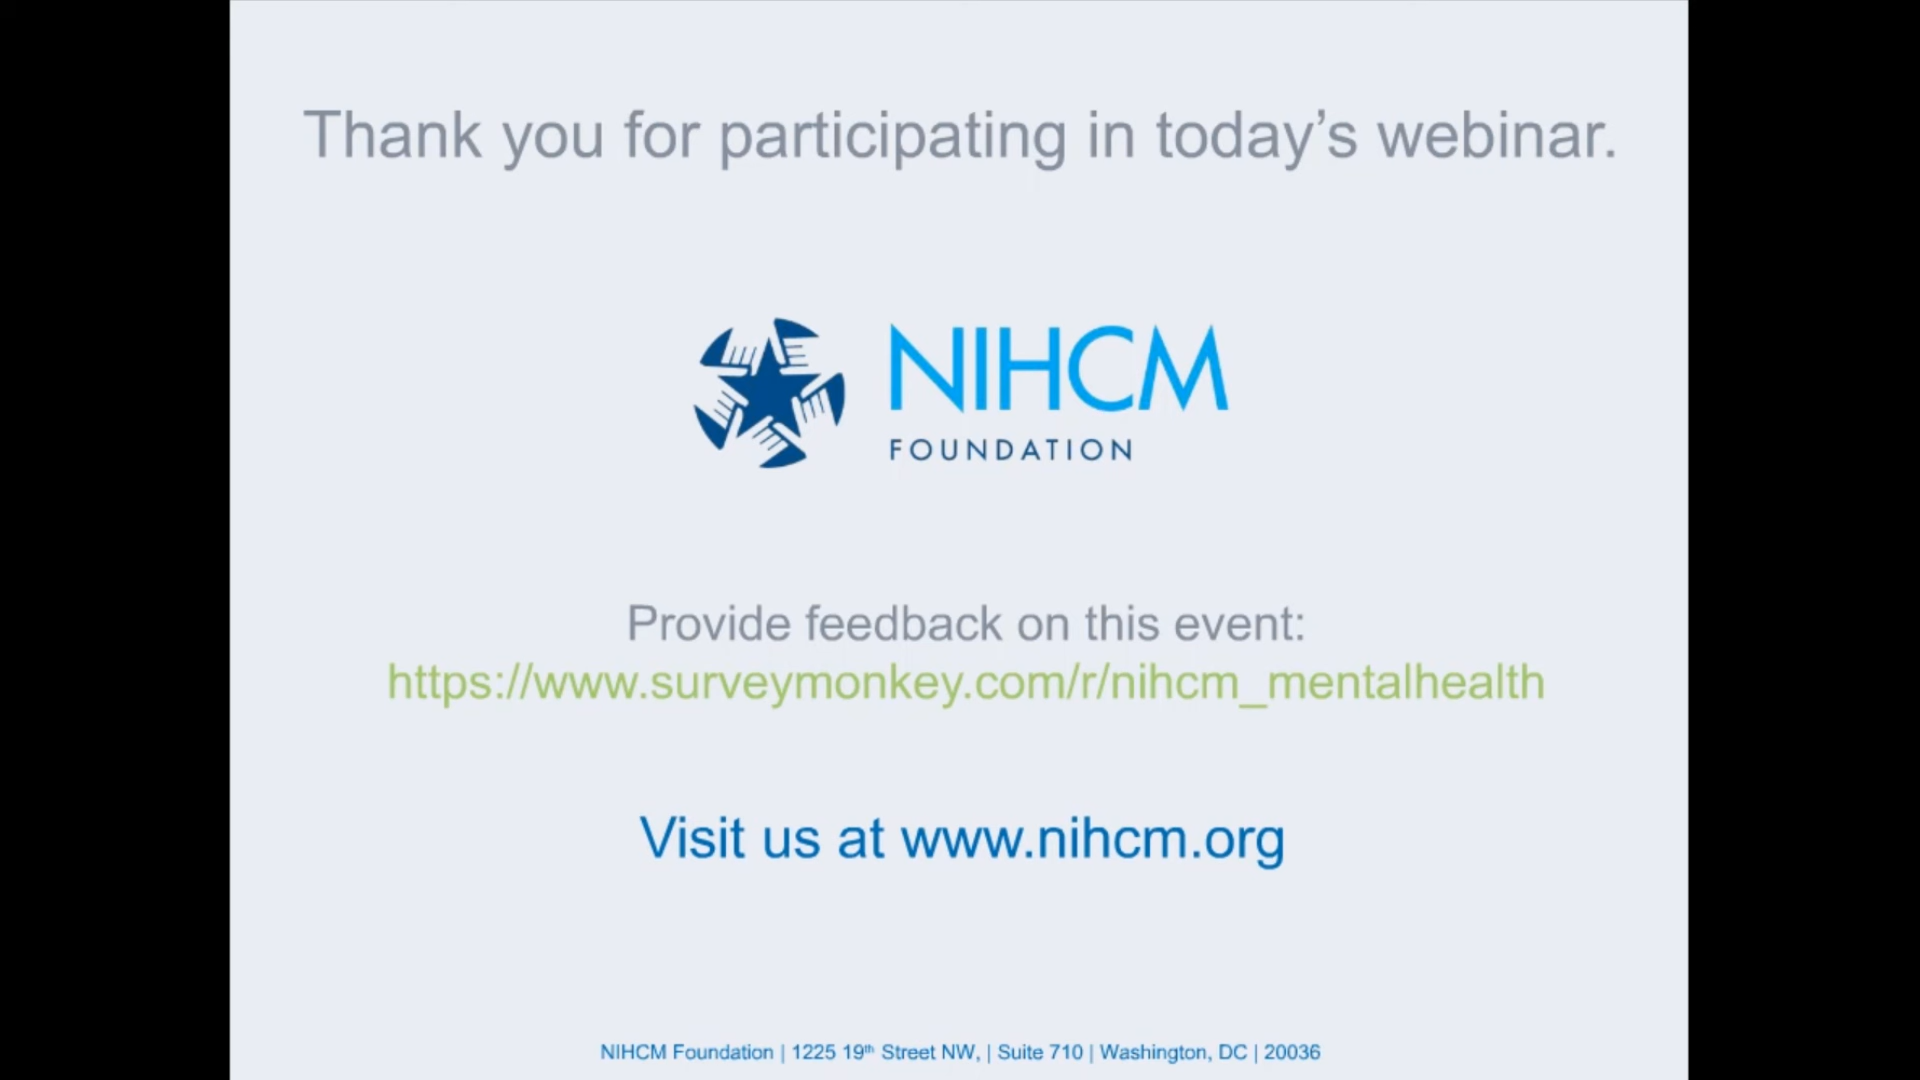 Thank you for participating in today’s webinar.
NIHCM
FOUNDATION
Provide feedback on this event:
https://www.surveymonkey.com/r/nihcm_mentalhealth
Visit us at www.nihcm.org
NIHCM Foundation | 1225 19th Street NW, | Suite 710 | Washington, DC | 20036